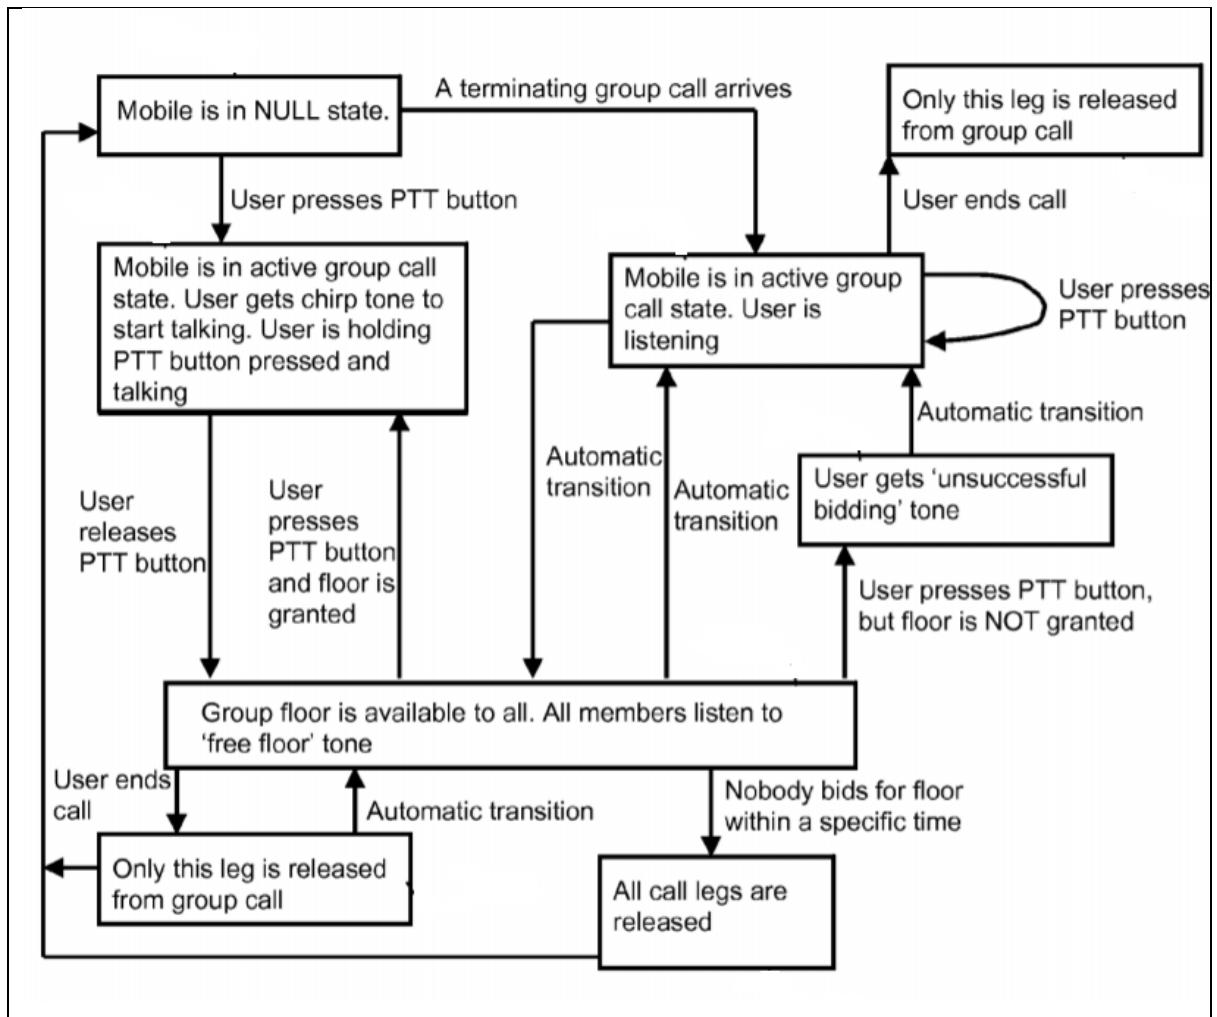 Mobile is in NULL state.
A terminating group call arrives
Only this leg is released
from group call
User presses PTT button
User ends call
Mobile is in active group call
state. User gets chirp tone to
start talking. User is holding
PTT button pressed and
talking
Mobile is in active group
call state. User is
listening
User presses
PTT button
Automatic transition
User
releases
PTT button
User
presses
PTT button
and floor is
granted
Automatic
transition
Automatic
transition
User gets ‘unsuccessful
bidding’ tone
User presses PTT button,
but floor is NOT granted
Group floor is available to all. All members listen to
‘free floor’ tone
User ends
call
Automatic transition
Nobody bids for floor
within a specific time
Only this leg is released
from group call
All call legs are
released